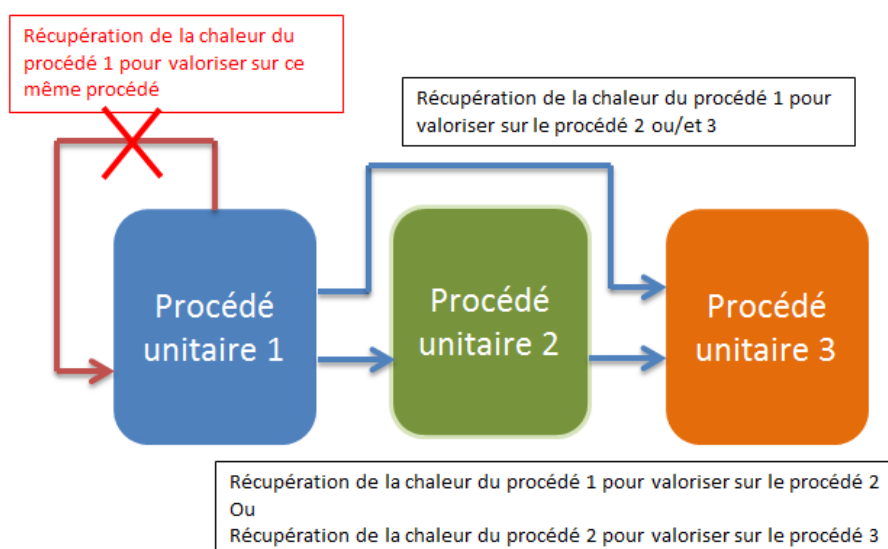 Récupération de la chaleur du
procédé 1 pour valoriser sur ce
même procédé
Récupération de la chaleur du procédé 1 pour
valoriser sur le procédé 2 ou/et 3
Procédé
unitaire 1
Procédé
unitaire 2
Procédé
unitaire 3
Récupération de la chaleur du procédé 1 pour valoriser sur le procédé 2
Ou
Récupération de la chaleur du procédé 2 pour valoriser sur le procédé 3